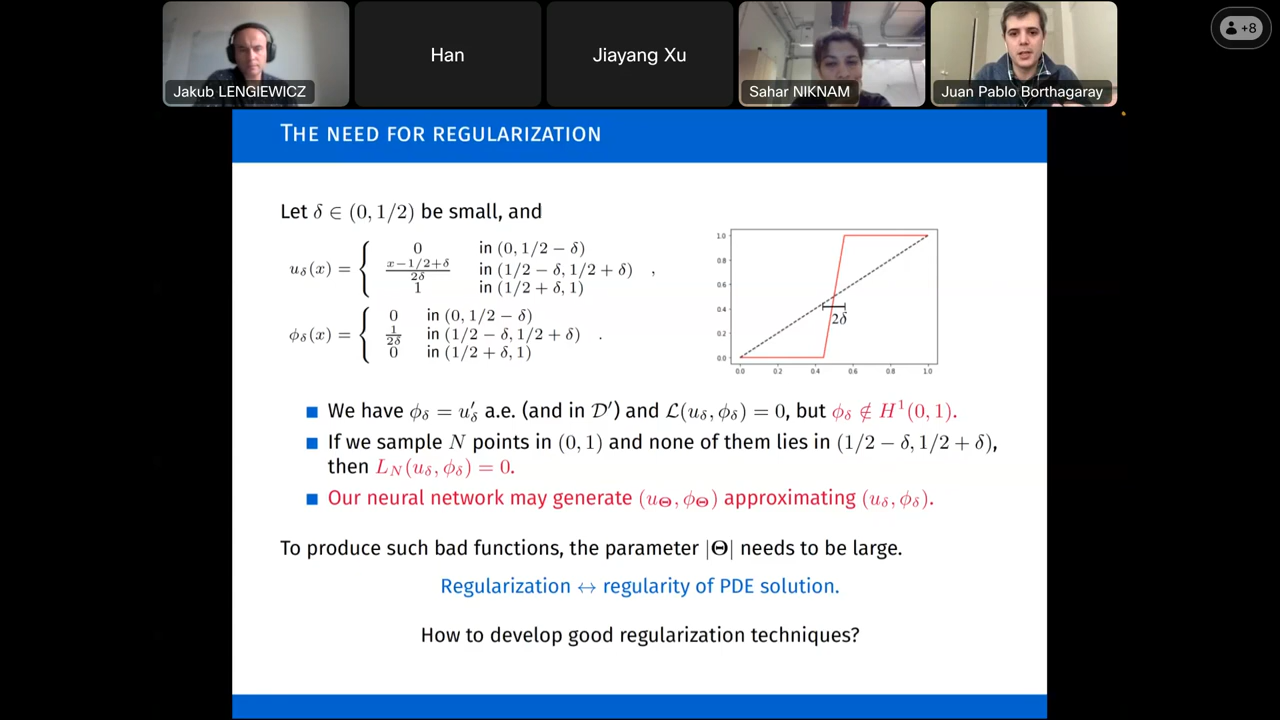 Jakub LENGIEWICZ
Han
Jiayang Xu
Sahar NIKNAM
Juan Pablo Borthagaray
+8
THE NEED FOR REGULARIZATION
Let δ ∈ (0, 1/2) be small, and
u_δ(x) = { 0 in (0, 1/2 − δ)
(x−1/2+δ)/(2δ) in (1/2 − δ, 1/2 + δ) ,
1 in (1/2 + δ, 1)
ϕ_δ(x) = { 0 in (0, 1/2 − δ)
1/(2δ) in (1/2 − δ, 1/2 + δ) .
0 in (1/2 + δ, 1)
1.0
0.8
0.6
0.4
0.2
0.0
2δ
0.0 0.2 0.4 0.6 0.8 1.0
■ We have ϕ_δ = u′_δ a.e. (and in 𝒟′) and ℒ(u_δ, ϕ_δ) = 0, but ϕ_δ ∉ H¹(0, 1).
■ If we sample N points in (0, 1) and none of them lies in (1/2 − δ, 1/2 + δ),
then L_N(u_δ, ϕ_δ) = 0.
■ Our neural network may generate (u_Θ, ϕ_Θ) approximating (u_δ, ϕ_δ).
To produce such bad functions, the parameter |Θ| needs to be large.
Regularization ↔ regularity of PDE solution.
How to develop good regularization techniques?